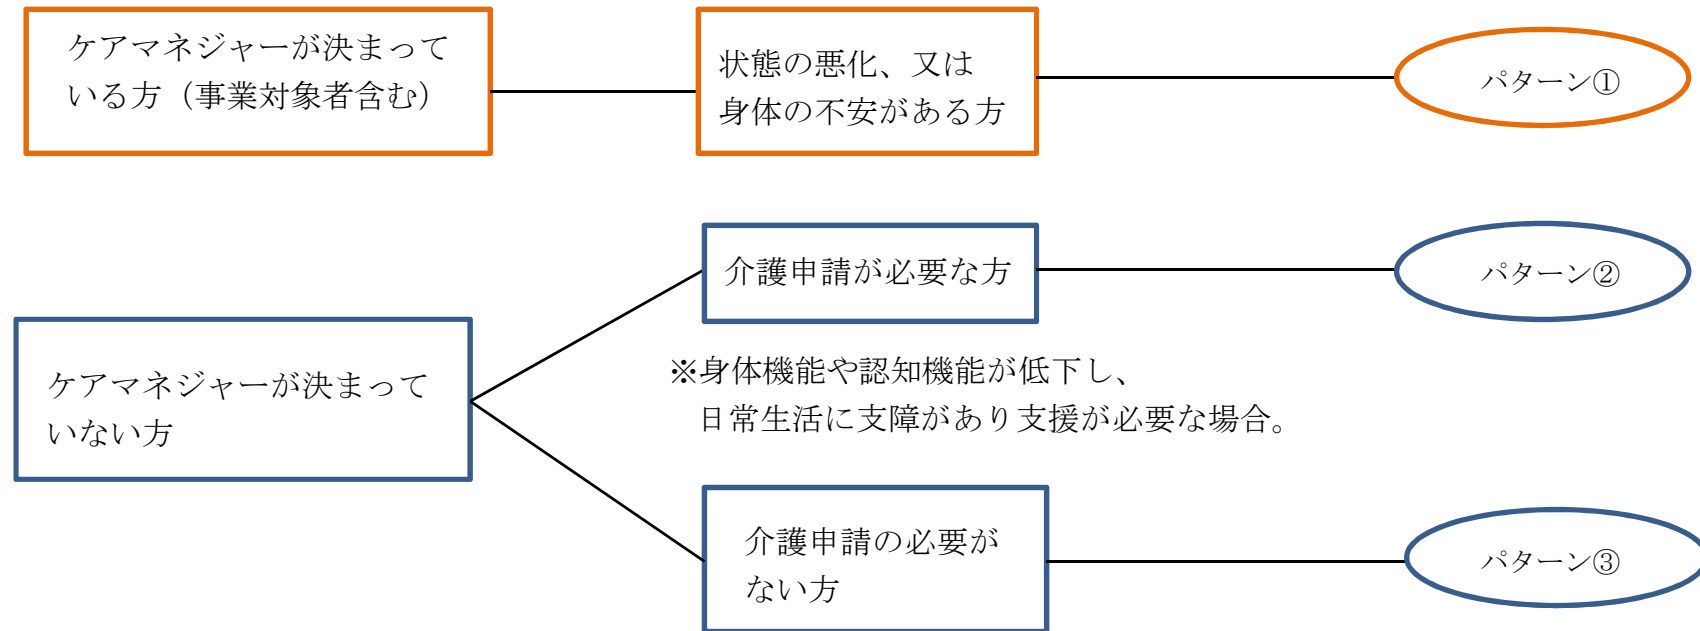 ケアマネジャーが決まって
いる方（事業対象者含む）
状態の悪化、又は
身体の不安がある方
パターン①
ケアマネジャーが決まって
いない方
介護申請が必要な方
パターン②
※身体機能や認知機能が低下し、
日常生活に支障があり支援が必要な場合。
介護申請の必要が
ない方
パターン③